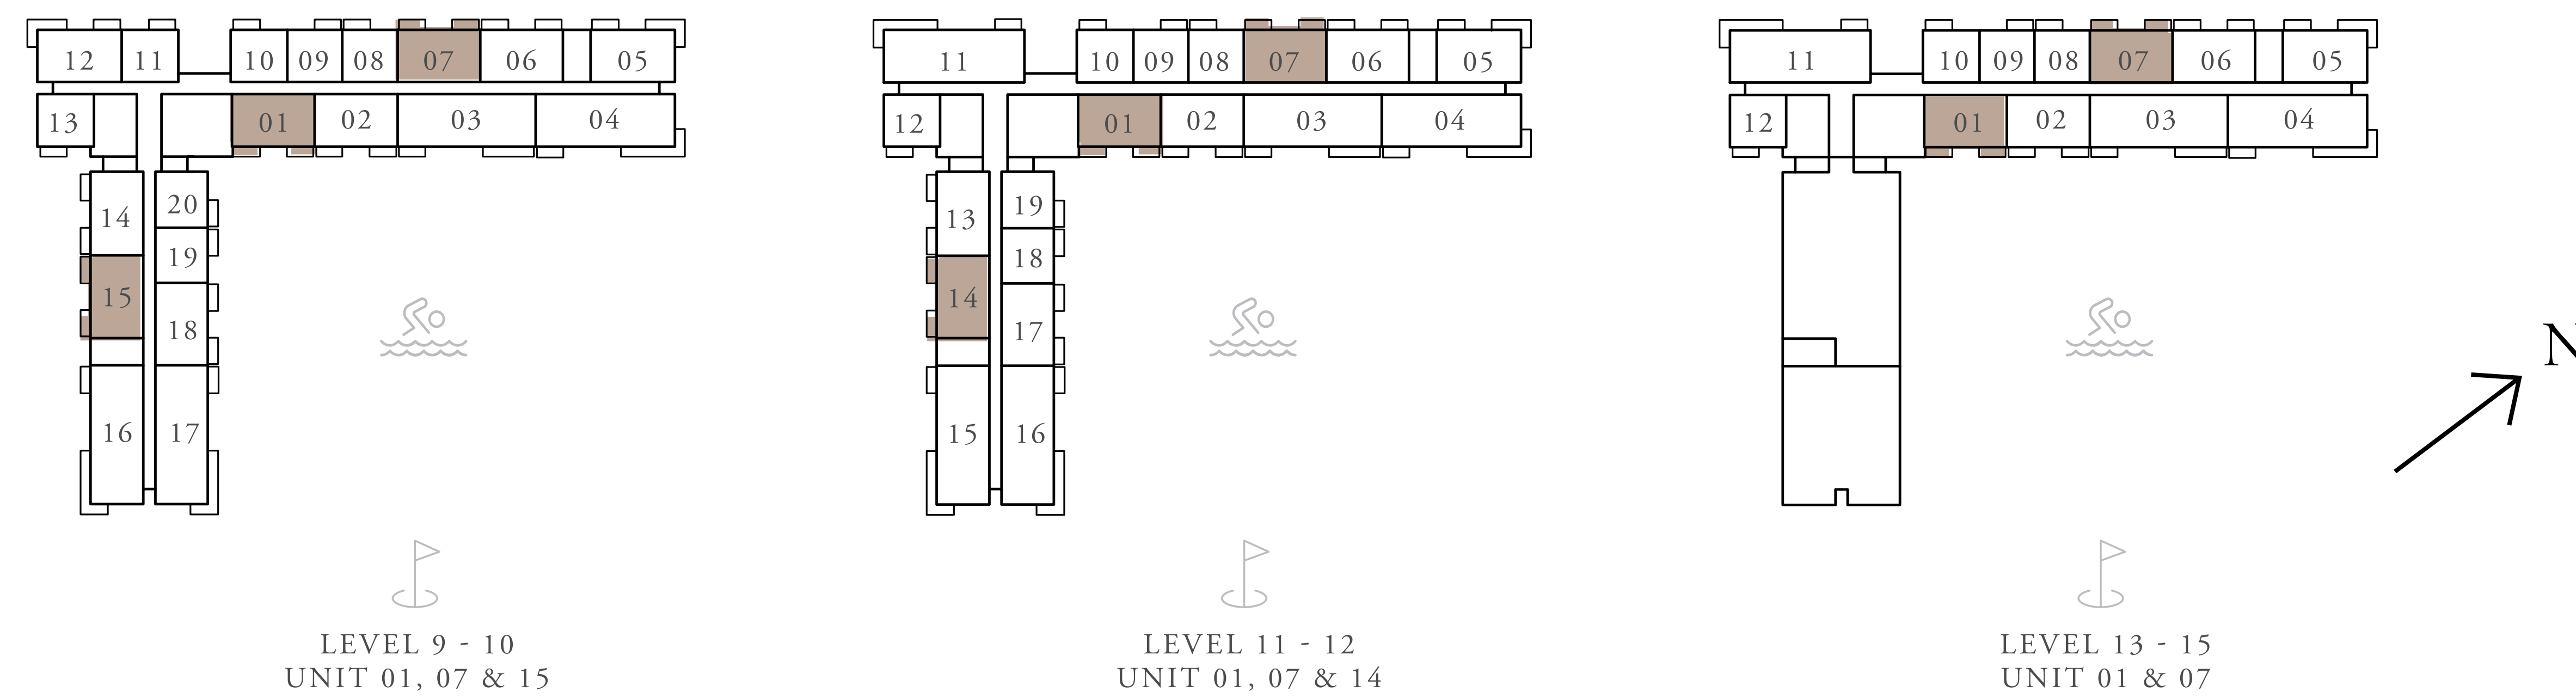 12 11 10 09 08 07 06 05
13 01 02 03 04
14 20
15 19
18
16 17
LEVEL 9 - 10
UNIT 01, 07 & 15
11 10 09 08 07 06 05
12 01 02 03 04
13 19
14 18
17
15 16
LEVEL 11 - 12
UNIT 01, 07 & 14
11 10 09 08 07 06 05
12 01 02 03 04
LEVEL 13 - 15
UNIT 01 & 07
N